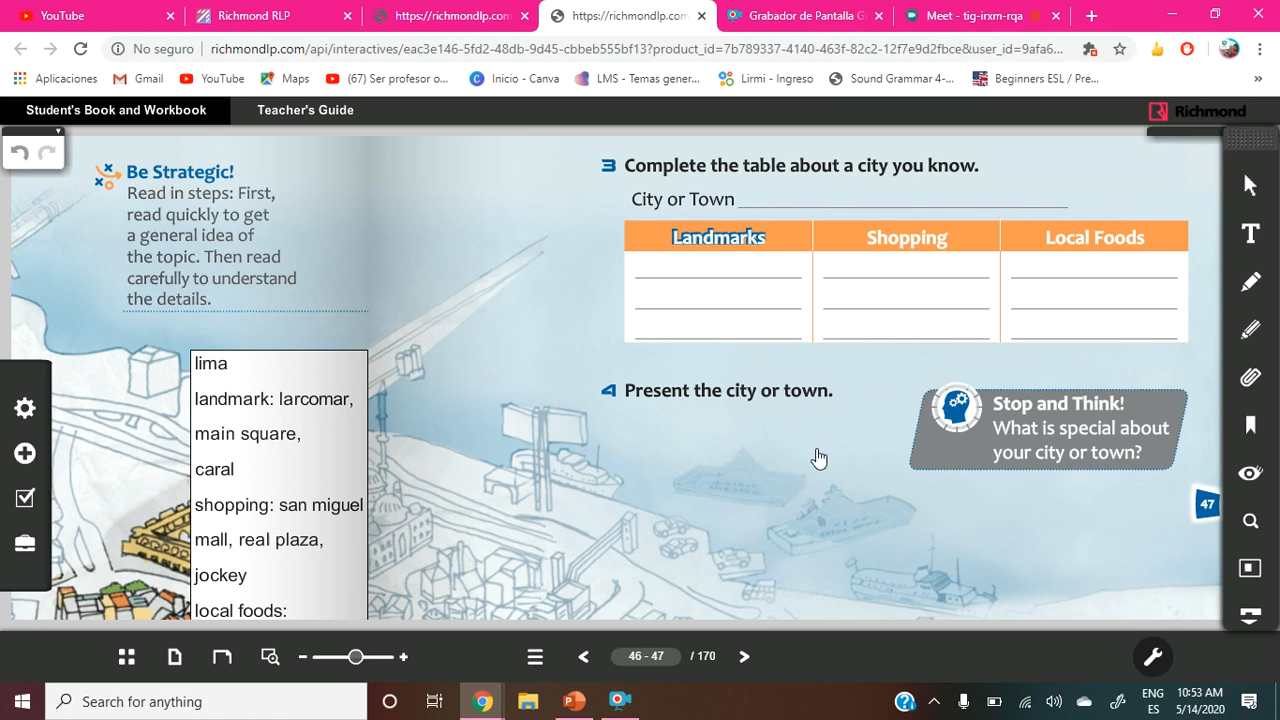 YouTube
Richmond RLP
https://richmondlp.com/
https://richmondlp.com/
Grabador de Pantalla G
Meet - tig-irxm-rqa
No seguro
richmondlp.com/api/interactives/eac3e146-5fd2-48db-9d45-cbbeb555bf13?product_id=7b789337-4140-463f-82c2-12f7e9d2fbce&user_id=9afa6...
Aplicaciones
Gmail
YouTube
Maps
(67) Ser profesor o...
Inicio - Canva
LMS - Temas gener...
Lirmi - Ingreso
Sound Grammar 4-...
Beginners ESL / Pre...
Student's Book and Workbook
Teacher's Guide
Richmond
Be Strategic!
Read in steps: First,
read quickly to get
a general idea of
the topic. Then read
carefully to understand
the details.
lima
landmark: larcomar,
main square,
caral
shopping: san miguel
mall, real plaza,
jockey
local foods:
3 Complete the table about a city you know.
City or Town
Landmarks Shopping Local Foods
4 Present the city or town.
Stop and Think!
What is special about
your city or town?
47
46 - 47 / 170
Search for anything
ENG
ES
10:53 AM
5/14/2020